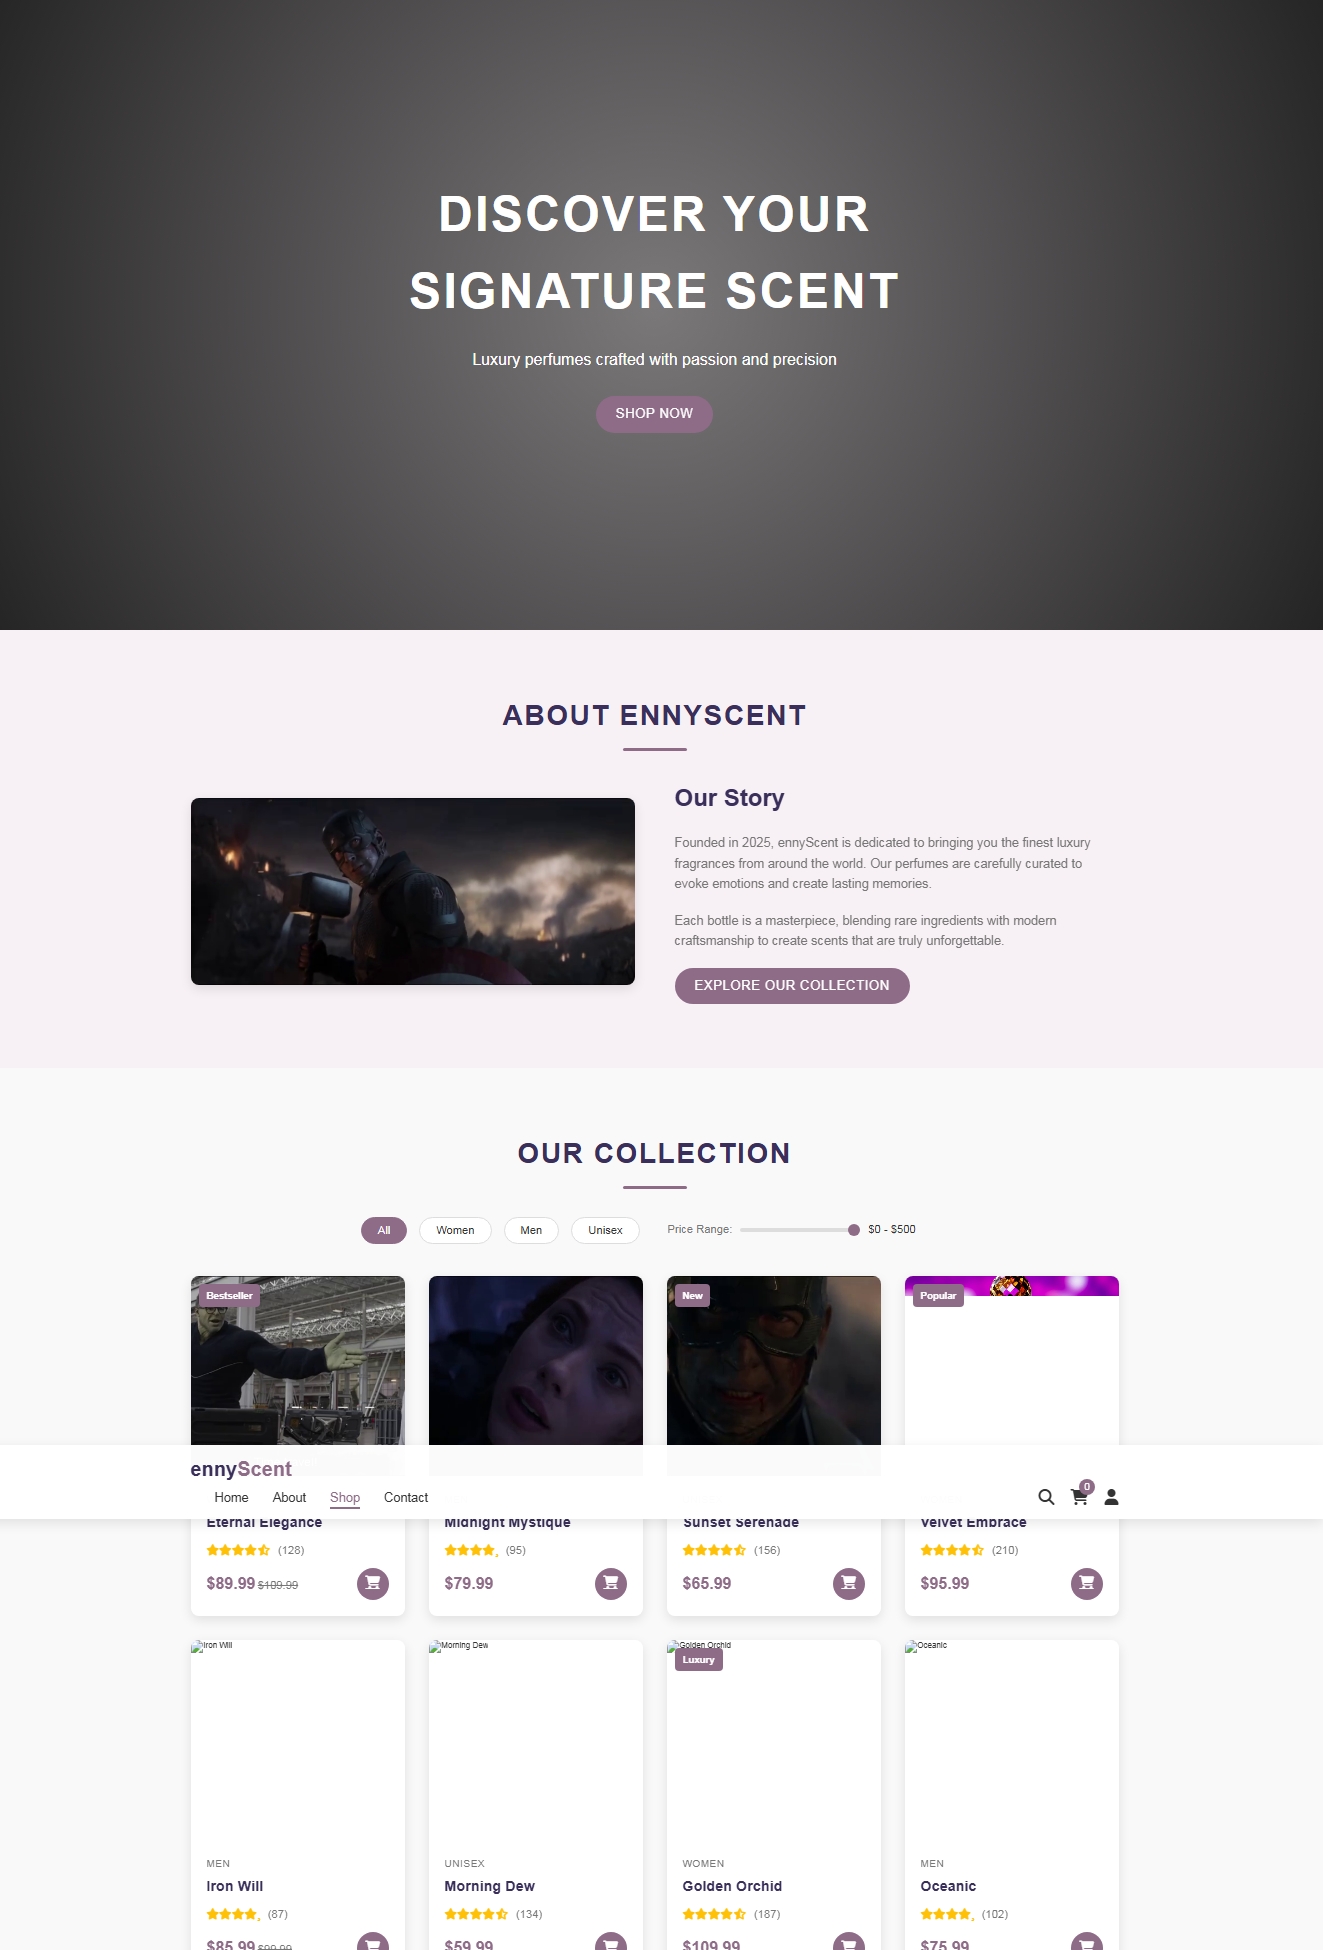 DISCOVER YOUR
SIGNATURE SCENT
Luxury perfumes crafted with passion and precision
SHOP NOW
ABOUT ENNYSCENT
Our Story
Founded in 2025, ennyScent is dedicated to bringing you the finest luxury
fragrances from around the world. Our perfumes are carefully curated to
evoke emotions and create lasting memories.
Each bottle is a masterpiece, blending rare ingredients with modern
craftsmanship to create scents that are truly unforgettable.
EXPLORE OUR COLLECTION
OUR COLLECTION
All Women Men Unisex Price Range: $0 - $500
Bestseller New Popular
ennyScent
Home About Shop Contact 0
Eternal Elegance Midnight Mystique Sunset Serenade Velvet Embrace
(128) (95) (156) (210)
$89.99 $109.99 $79.99 $65.99 $95.99
Iron Will Morning Dew Golden Orchid Oceanic
Luxury
MEN UNISEX WOMEN MEN
Iron Will Morning Dew Golden Orchid Oceanic
(87) (134) (187) (102)
$85.99 $99.99 $59.99 $109.99 $75.99